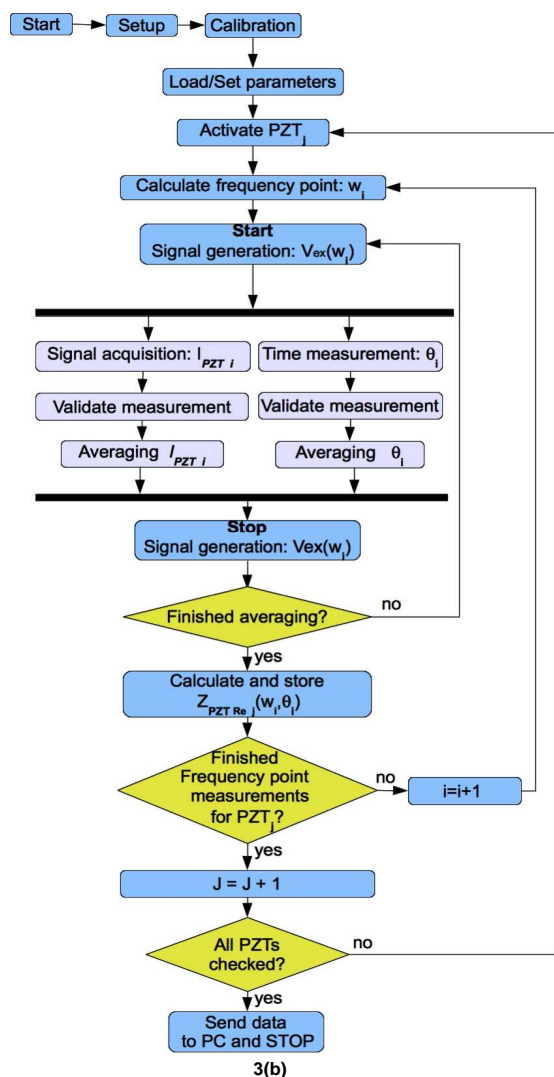 Start
Setup
Calibration
Load/Set parameters
Activate PZTj
Calculate frequency point: wi
Start
Signal generation: Vex(wi)
Signal acquisition: IPZT i
Time measurement: θi
Validate measurement
Validate measurement
Averaging IPZT i
Averaging θi
Stop
Signal generation: Vex(wi)
Finished averaging?
no
yes
Calculate and store
ZPZT Re j(wi,θi)
Finished
Frequency point
measurements
for PZTj?
no
i=i+1
yes
J = J + 1
All PZTs
checked?
no
yes
Send data
to PC and STOP
3(b)